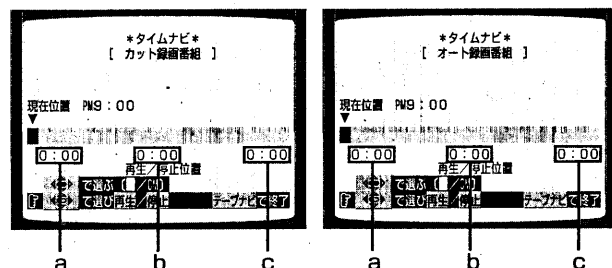 *タイムナビ*
[ カット録画番組 ]
現在位置 PM9:00
0:00 0:00 0:00
再生/停止位置
で選ぶ
で選び再生/停止 テープナビで終了
a b c
*タイムナビ*
[ オート録画番組 ]
現在位置 PM9:00
0:00 0:00 0:00
再生/停止位置
で選ぶ
で選び再生/停止 テープナビで終了
a b c